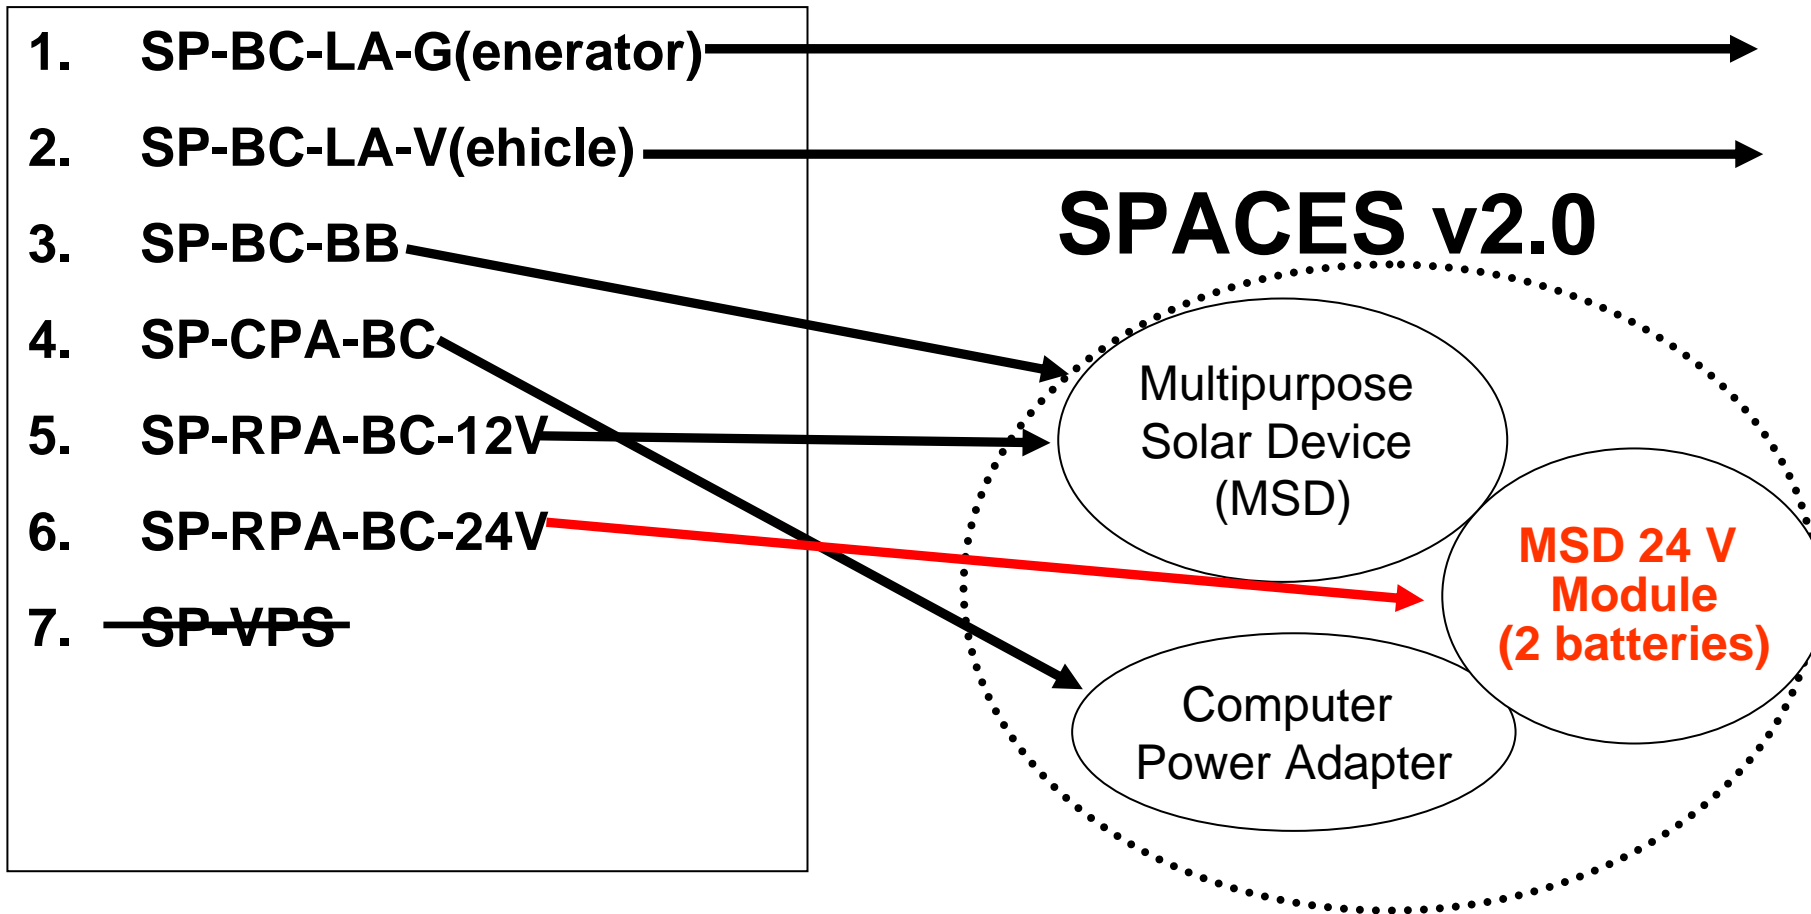 1. SP-BC-LA-G(enerator)
2. SP-BC-LA-V(ehicle)
3. SP-BC-BB
4. SP-CPA-BC
5. SP-RPA-BC-12V
6. SP-RPA-BC-24V
7. SP-VPS
SPACES v2.0
Multipurpose
Solar Device
(MSD)
MSD 24 V
Module
(2 batteries)
Computer
Power Adapter